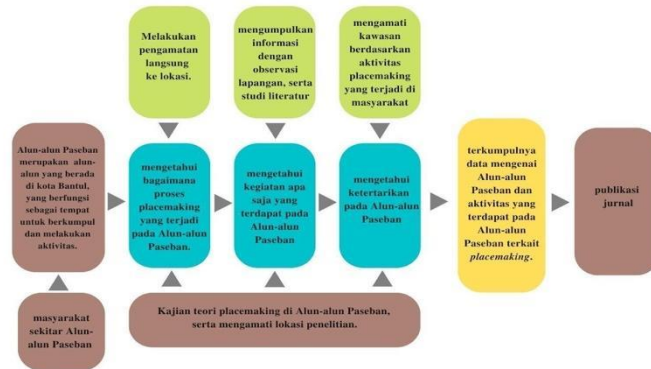 Melakukan
pengamatan
langsung
ke lokasi.
mengumpulkan
informasi
dengan
observasi
lapangan, serta
studi literatur
mengamati
kawasan
berdasarkan
aktivitas
placemaking
yang terjadi di
masyarakat
Alun-alun Paseban
merupakan alun-
alun yang berada
di kota Bantul,
yang berfungsi
sebagai tempat
untuk berkumpul
dan melakukan
aktivitas.
mengetahui
bagaimana
proses
placemaking
yang terjadi
pada Alun-alun
Paseban.
mengetahui
kegiatan apa
saja yang
terdapat pada
Alun-alun
Paseban
mengetahui
ketertarikan
pada Alun-alun
Paseban
terkumpulnya
data mengenai
Alun-alun
Paseban dan
aktivitas yang
terdapat pada
Alun-alun
Paseban terkait
placemaking.
publikasi
jurnal
masyarakat
sekitar Alun-
alun Paseban
Kajian teori placemaking di Alun-alun Paseban,
serta mengamati lokasi penelitian.